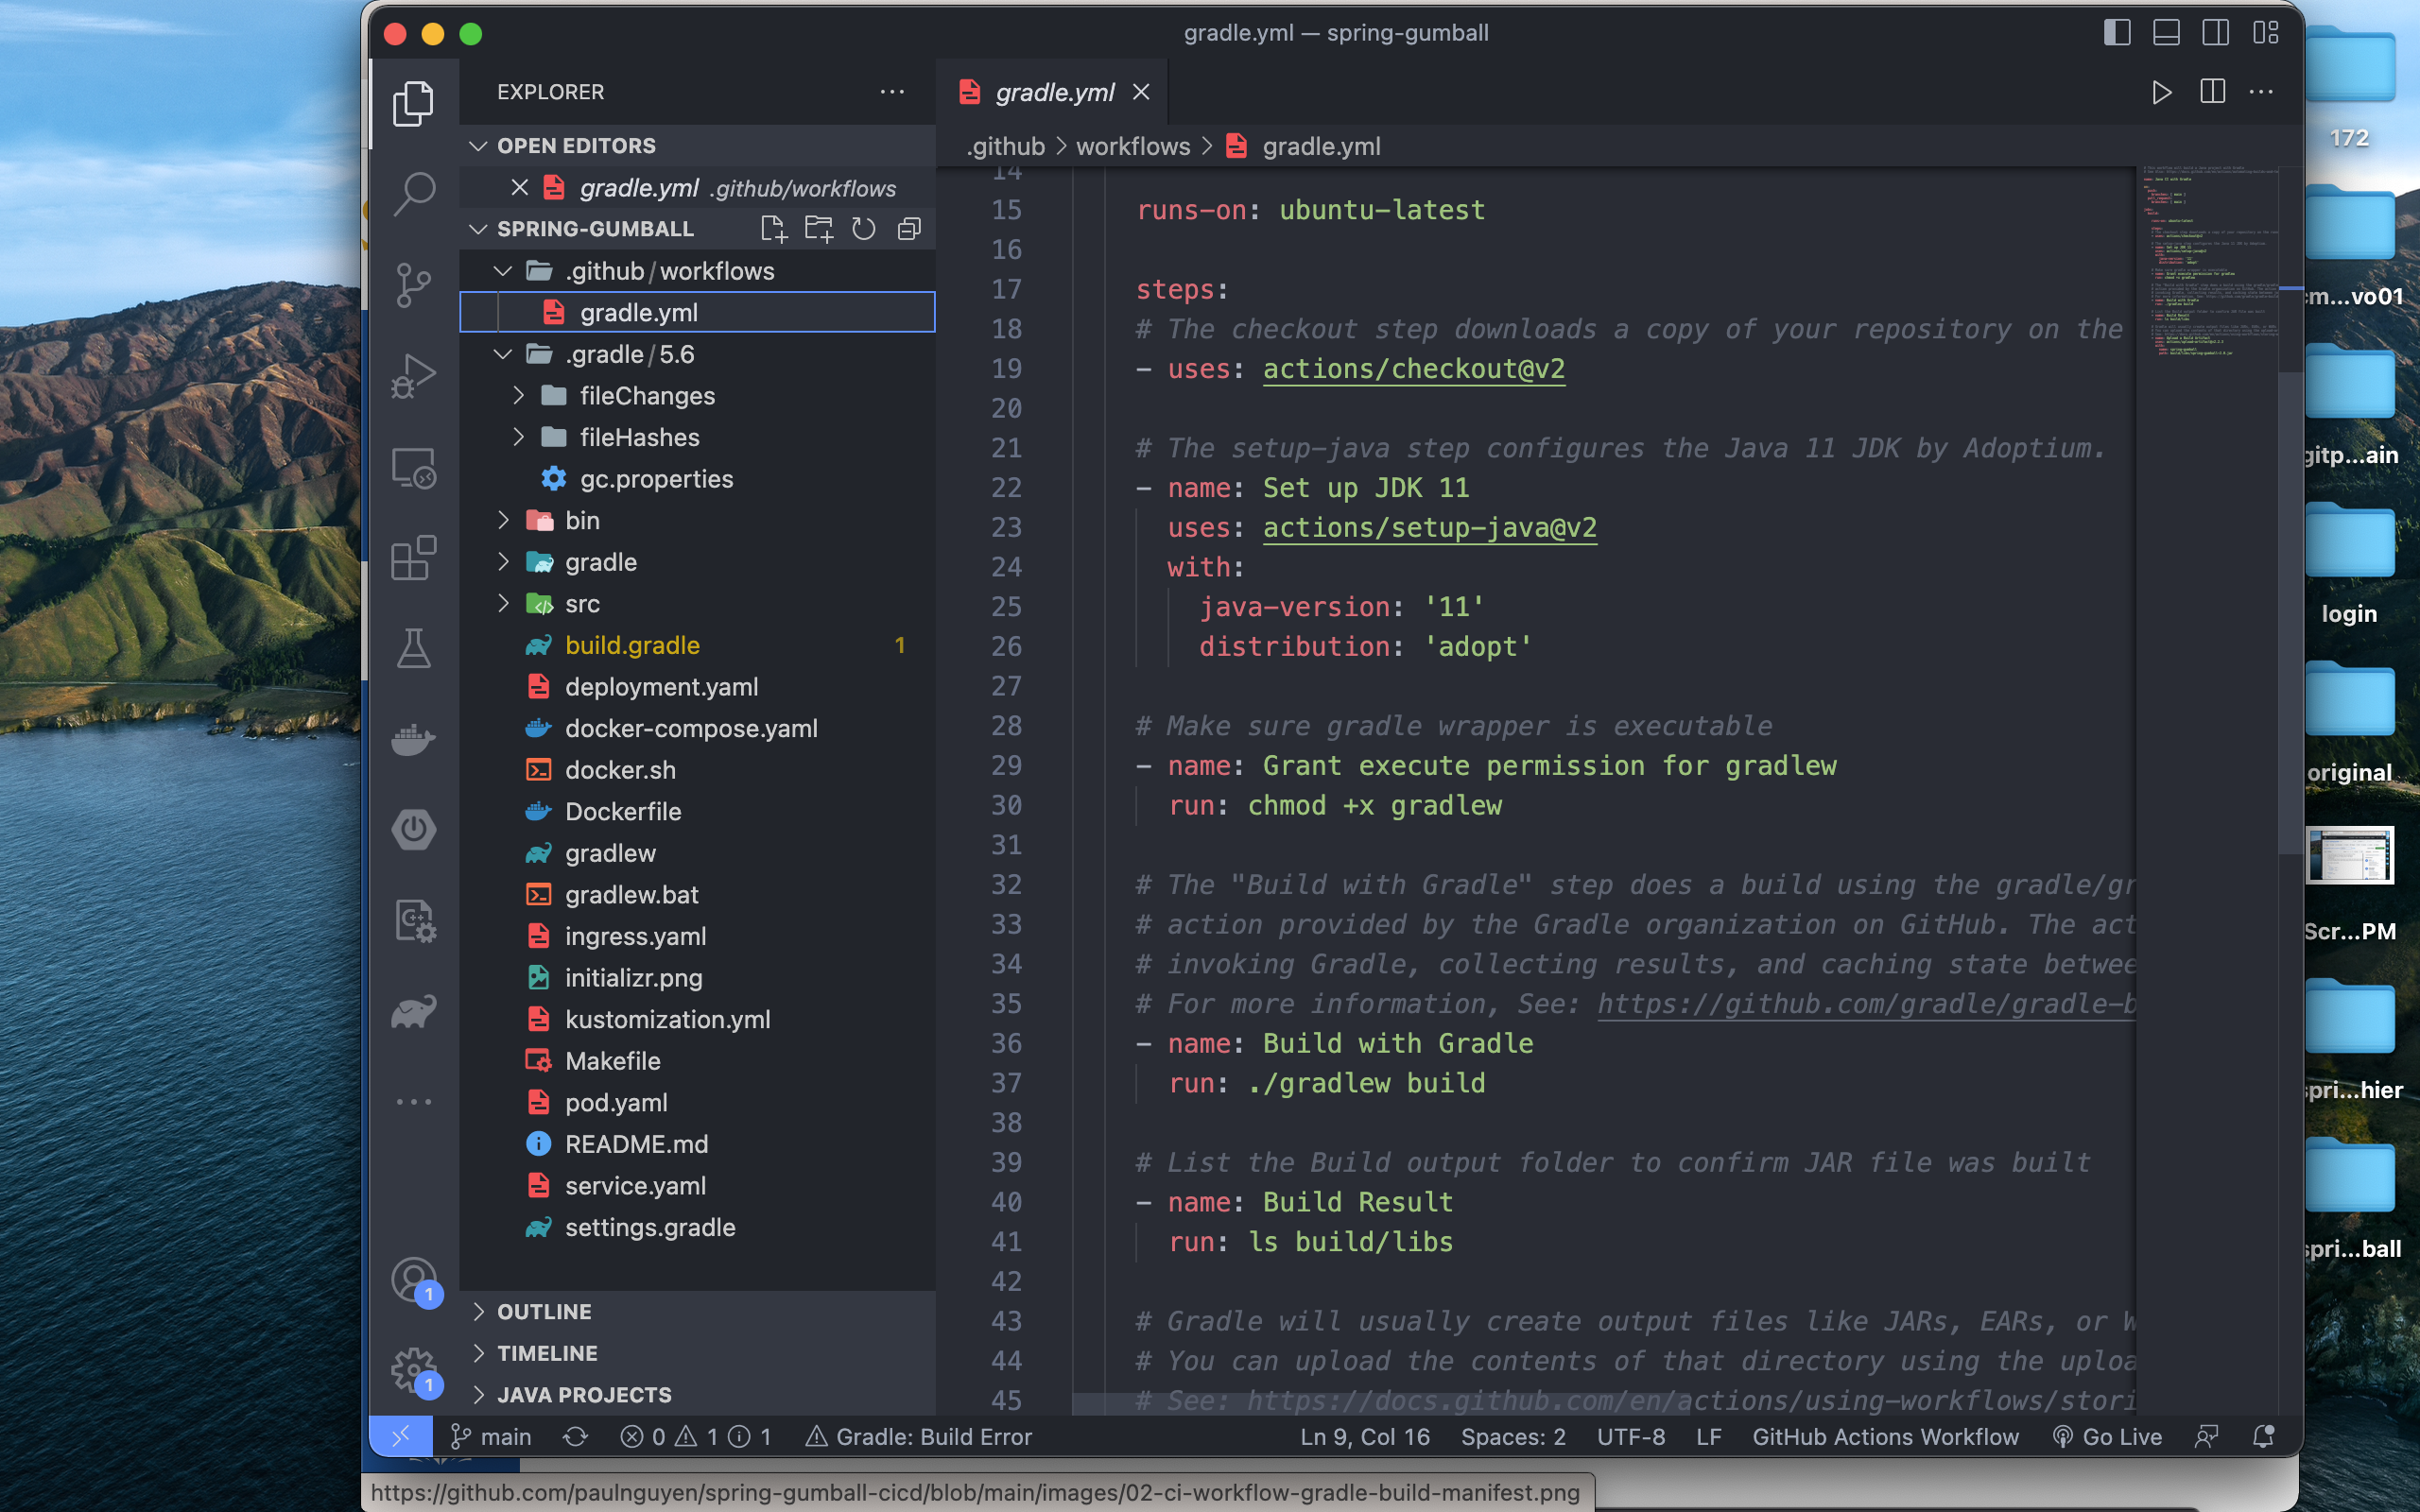 gradle.yml — spring-gumball
EXPLORER
OPEN EDITORS
gradle.yml .github/workflows
SPRING-GUMBALL
.github/workflows
gradle.yml
.gradle/5.6
fileChanges
fileHashes
gc.properties
bin
gradle
src
build.gradle 1
deployment.yaml
docker-compose.yaml
docker.sh
Dockerfile
gradlew
gradlew.bat
ingress.yaml
initializr.png
kustomization.yml
Makefile
pod.yaml
README.md
service.yaml
settings.gradle
OUTLINE
TIMELINE
JAVA PROJECTS
1
1
gradle.yml
.github > workflows > gradle.yml
14
15 runs-on: ubuntu-latest
16
17 steps:
18 # The checkout step downloads a copy of your repository on the
19 - uses: actions/checkout@v2
20
21 # The setup-java step configures the Java 11 JDK by Adoptium.
22 - name: Set up JDK 11
23 uses: actions/setup-java@v2
24 with:
25 java-version: '11'
26 distribution: 'adopt'
27
28 # Make sure gradle wrapper is executable
29 - name: Grant execute permission for gradlew
30 run: chmod +x gradlew
31
32 # The "Build with Gradle" step does a build using the gradle/gr
33 # action provided by the Gradle organization on GitHub. The act
34 # invoking Gradle, collecting results, and caching state betwee
35 # For more information, See: https://github.com/gradle/gradle-b
36 - name: Build with Gradle
37 run: ./gradlew build
38
39 # List the Build output folder to confirm JAR file was built
40 - name: Build Result
41 run: ls build/libs
42
43 # Gradle will usually create output files like JARs, EARs, or W
44 # You can upload the contents of that directory using the uploa
45 # See: https://docs.github.com/en/actions/using-workflows/stori
main 0 1 1 Gradle: Build Error Ln 9, Col 16 Spaces: 2 UTF-8 LF GitHub Actions Workflow Go Live
https://github.com/paulnguyen/spring-gumball-cicd/blob/main/images/02-ci-workflow-gradle-build-manifest.png
172
cm...vo01
gitp...ain
login
original
Scr...PM
spri...hier
spri...ball